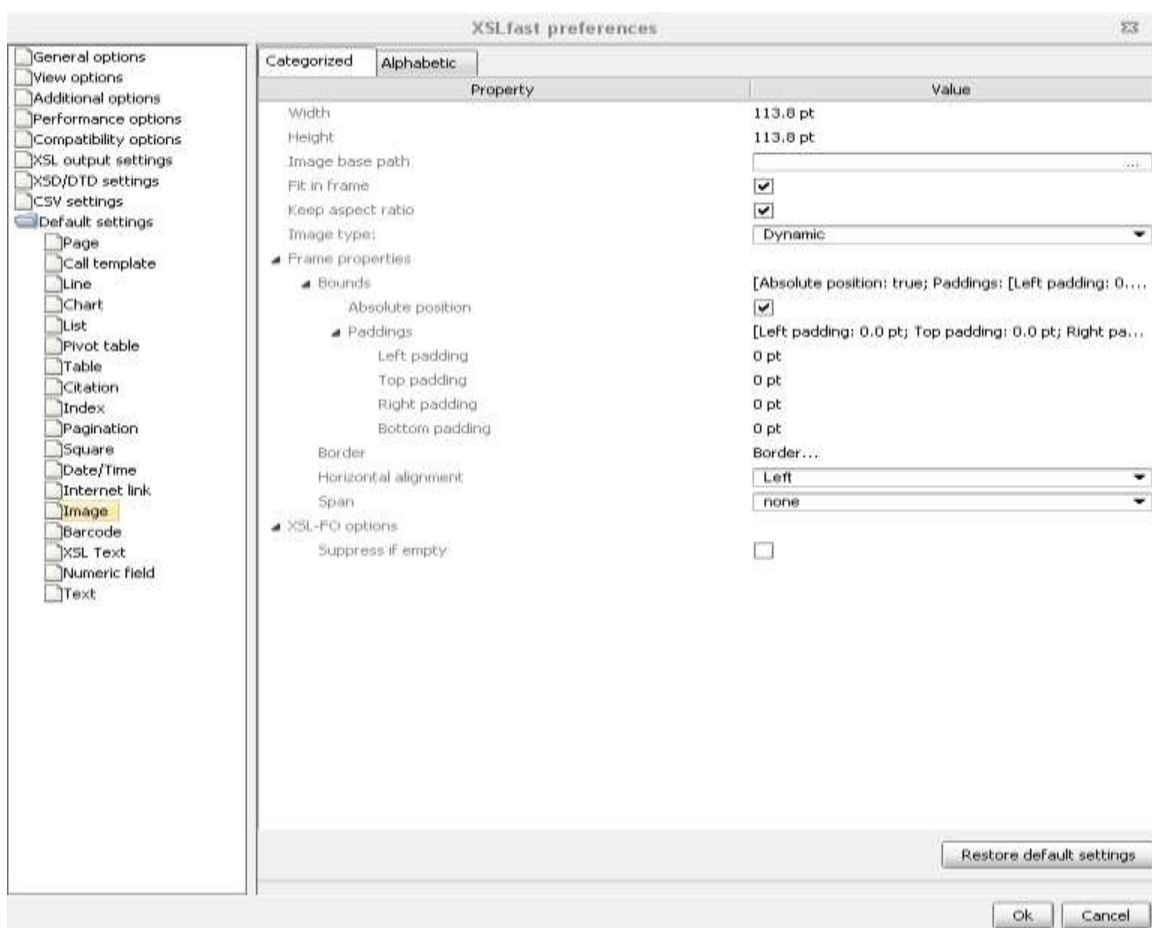 XSLfast preferences
General options
View options
Additional options
Performance options
Compatibility options
XSL output settings
XSD/DTD settings
CSV settings
Default settings
Page
Call template
Line
Chart
List
Pivot table
Table
Citation
Index
Pagination
Square
Date/Time
Internet link
Image
Barcode
XSL Text
Numeric field
Text
Categorized Alphabetic
Property Value
Width 113.8 pt
Height 113.8 pt
Image base path ...
Fit in frame
Keep aspect ratio
Image type: Dynamic
Frame properties
Bounds [Absolute position: true; Paddings: [Left padding: 0....
Absolute position
Paddings [Left padding: 0.0 pt; Top padding: 0.0 pt; Right pa...
Left padding 0 pt
Top padding 0 pt
Right padding 0 pt
Bottom padding 0 pt
Border Border...
Horizontal alignment Left
Span none
XSL-FO options
Suppress if empty
Restore default settings
Ok Cancel